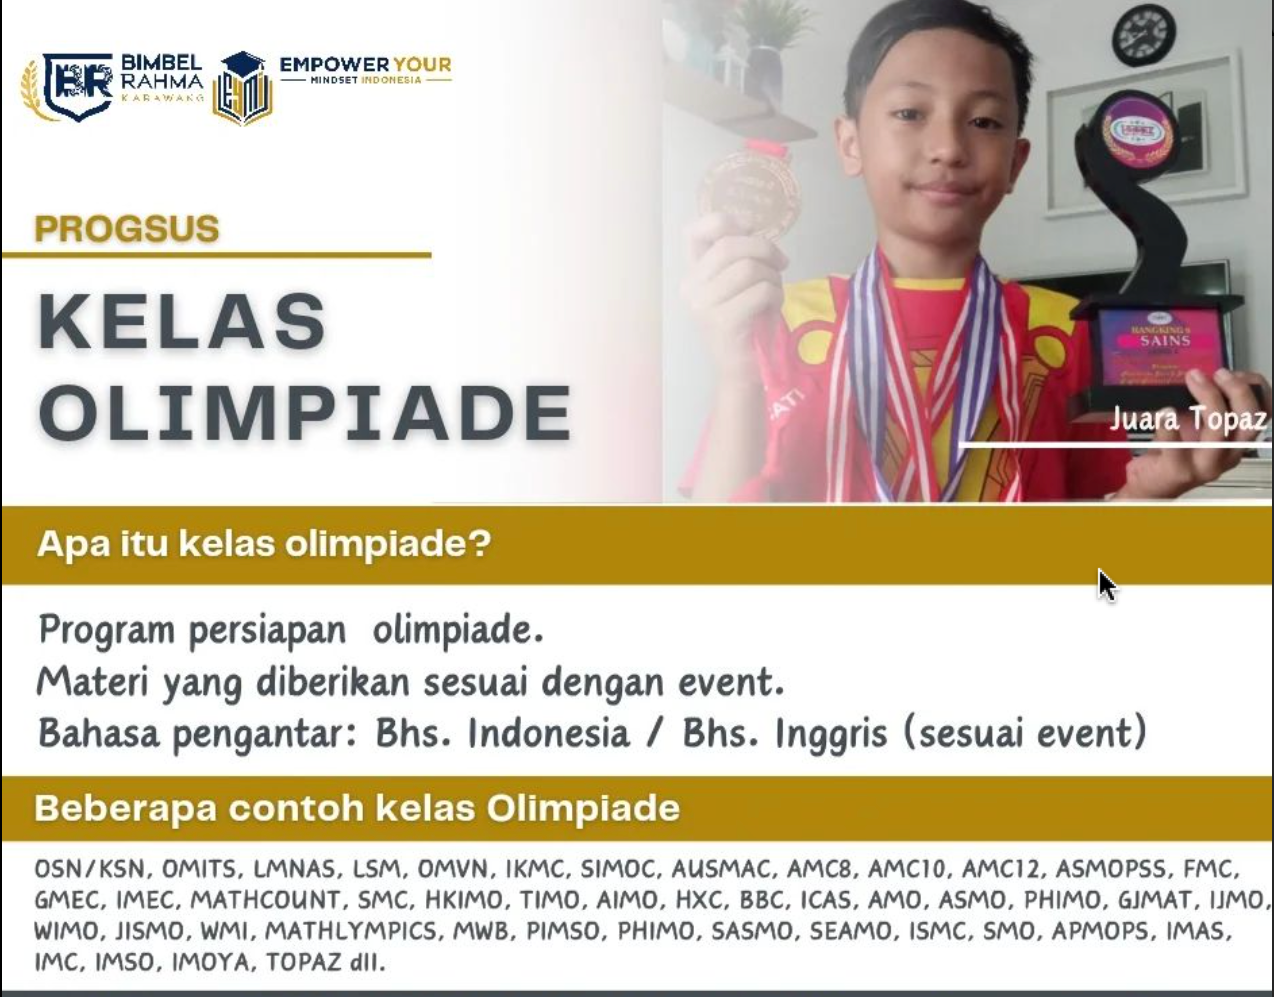 BIMBEL
RAHMA
KARAWANG
EMPOWER YOUR
MINDSET INDONESIA
PROGSUS
KELAS
OLIMPIADE
RANGKING 8
SAINS
Juara Topaz
Apa itu kelas olimpiade?
Program persiapan olimpiade.
Materi yang diberikan sesuai dengan event.
Bahasa pengantar: Bhs. Indonesia / Bhs. Inggris (sesuai event)
Beberapa contoh kelas Olimpiade
OSN/KSN, OMITS, LMNAS, LSM, OMVN, IKMC, SIMOC, AUSMAC, AMC8, AMC10, AMC12, ASMOPSS, FMC,
GMEC, IMEC, MATHCOUNT, SMC, HKIMO, TIMO, AIMO, HXC, BBC, ICAS, AMO, ASMO, PHIMO, GJMAT, IJMO,
WIMO, JISMO, WMI, MATHLYMPICS, MWB, PIMSO, PHIMO, SASMO, SEAMO, ISMC, SMO, APMOPS, IMAS,
IMC, IMSO, IMOYA, TOPAZ dll.